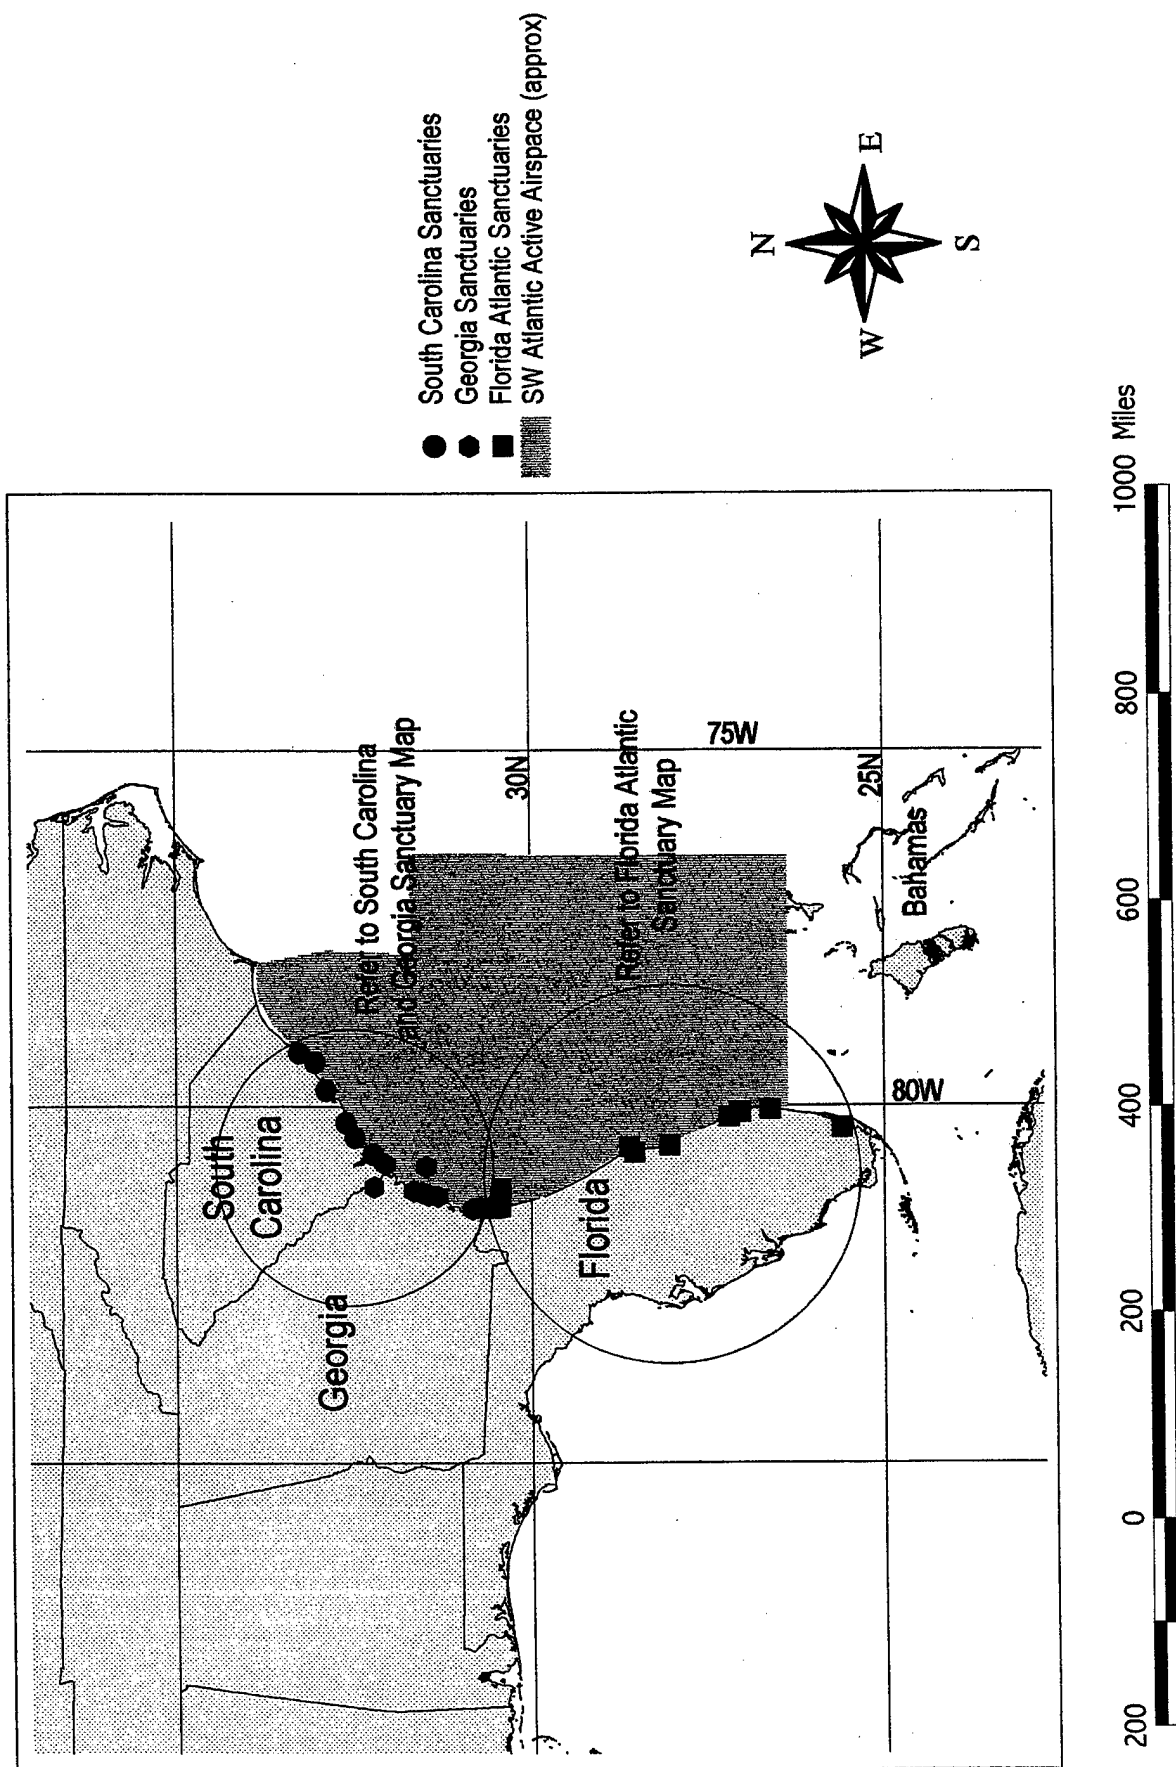 South Carolina Sanctuaries
Georgia Sanctuaries
Florida Atlantic Sanctuaries
SW Atlantic Active Airspace (approx)
N
W
E
S
South
Carolina
Georgia
Refer to South Carolina
and Georgia Sanctuary Map
30N
Florida
Refer to Florida Atlantic
Sanctuary Map
75W
25N
80W
Bahamas
200
0
200
400
600
800
1000 Miles